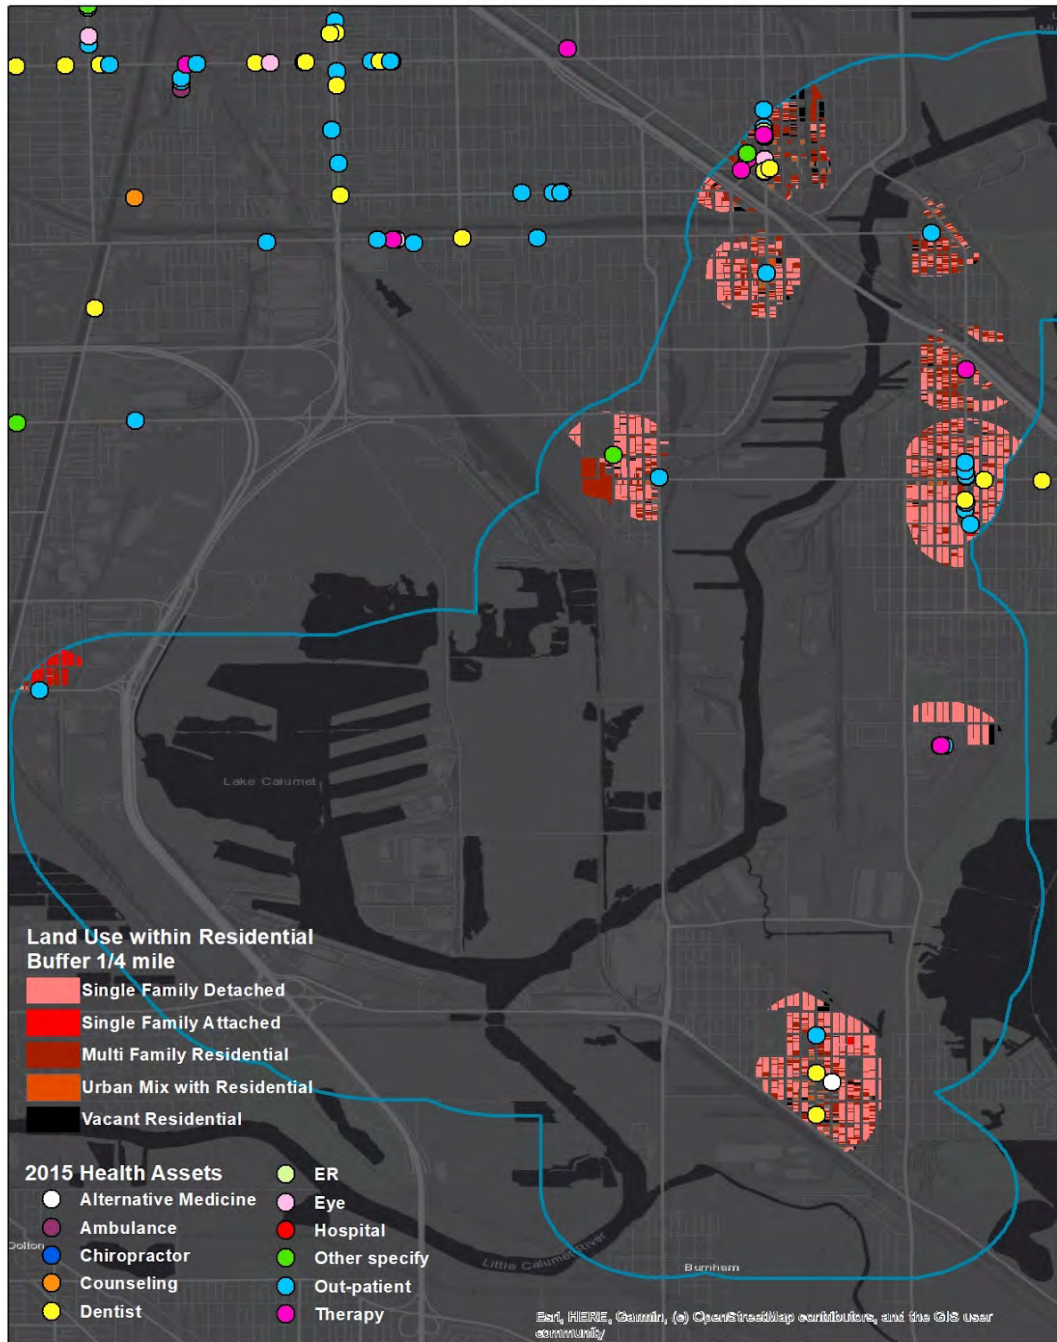 Lake Calumet
Land Use within Residential
Buffer 1/4 mile
Single Family Detached
Single Family Attached
Multi Family Residential
Urban Mix with Residential
Vacant Residential
2015 Health Assets
Alternative Medicine
Ambulance
Chiropractor
Counseling
Dentist
ER
Eye
Hospital
Other specify
Out-patient
Therapy
Dolton
Little Calumet River
Burnham
Esri, HERE, Garmin, (c) OpenStreetMap contributors, and the GIS user
community